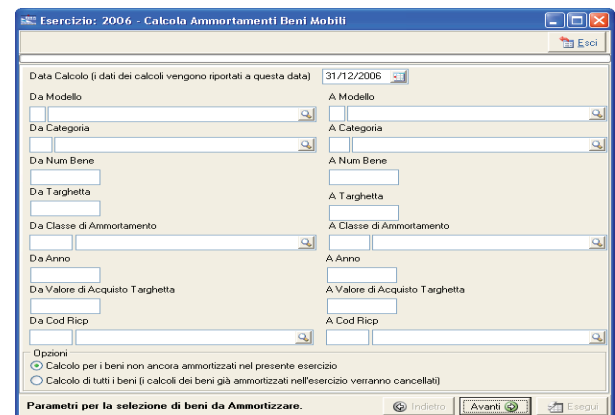 Esercizio: 2006 - Calcola Ammortamenti Beni Mobili
Esci
Data Calcolo (i dati dei calcoli vengono riportati a questa data) 31/12/2006
Da Modello A Modello
Da Categoria A Categoria
Da Num Bene A Num Bene
Da Targhetta A Targhetta
Da Classe di Ammortamento A Classe di Ammortamento
Da Anno A Anno
Da Valore di Acquisto Targhetta A Valore di Acquisto Targhetta
Da Cod Ricp A Cod Ricp
Opzioni
Calcolo per i beni non ancora ammortizzati nel presente esercizio
Calcolo di tutti i beni (i calcoli dei beni già ammortizzati nell'esercizio verranno cancellati)
Parametri per la selezione di beni da Ammortizzare. Indietro Avanti Esegui